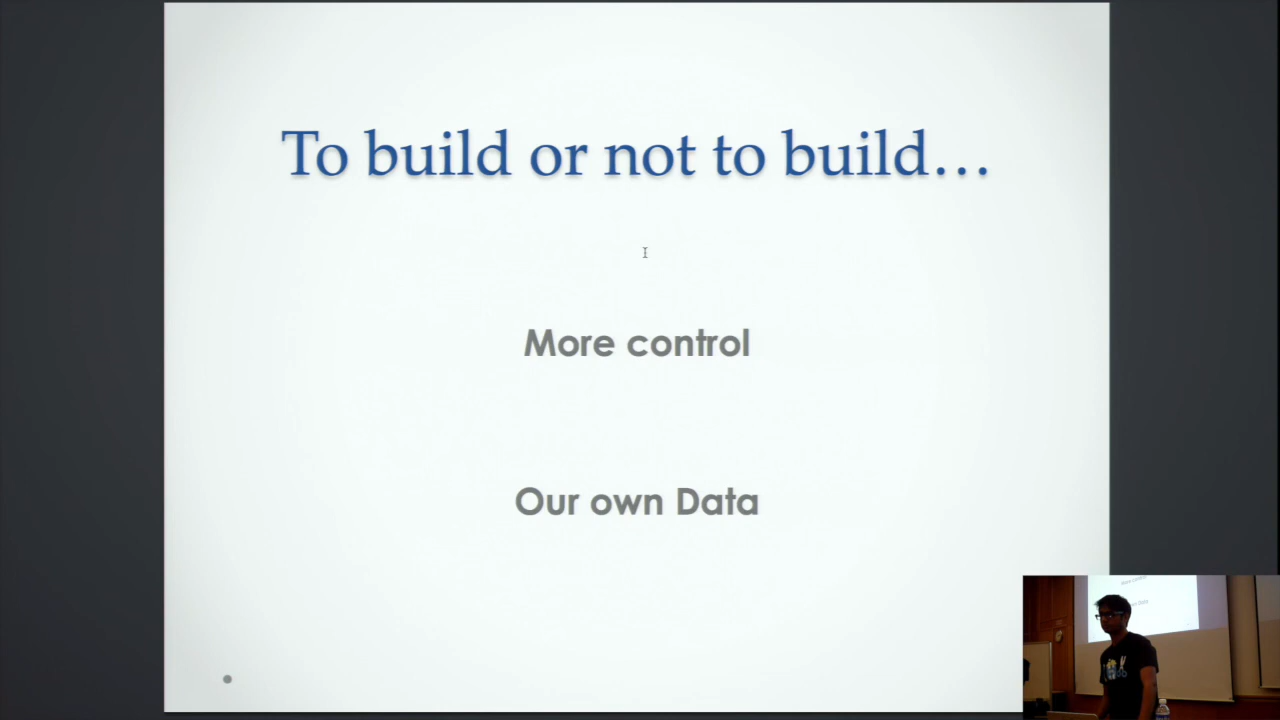 To build or not to build…
More control
Our own Data